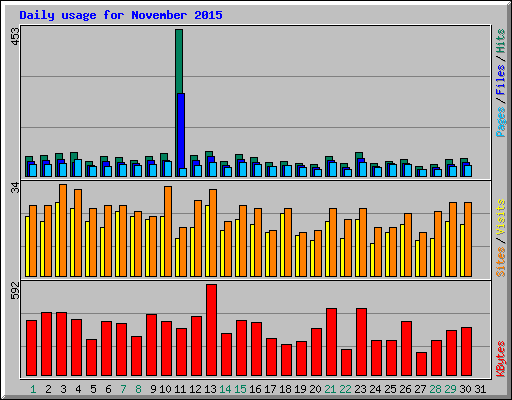 Daily usage for November 2015
453
Pages / Files / Hits
34
Sites / Visits
592
KBytes
1 2 3 4 5 6 7 8 9 10 11 12 13 14 15 16 17 18 19 20 21 22 23 24 25 26 27 28 29 30 31